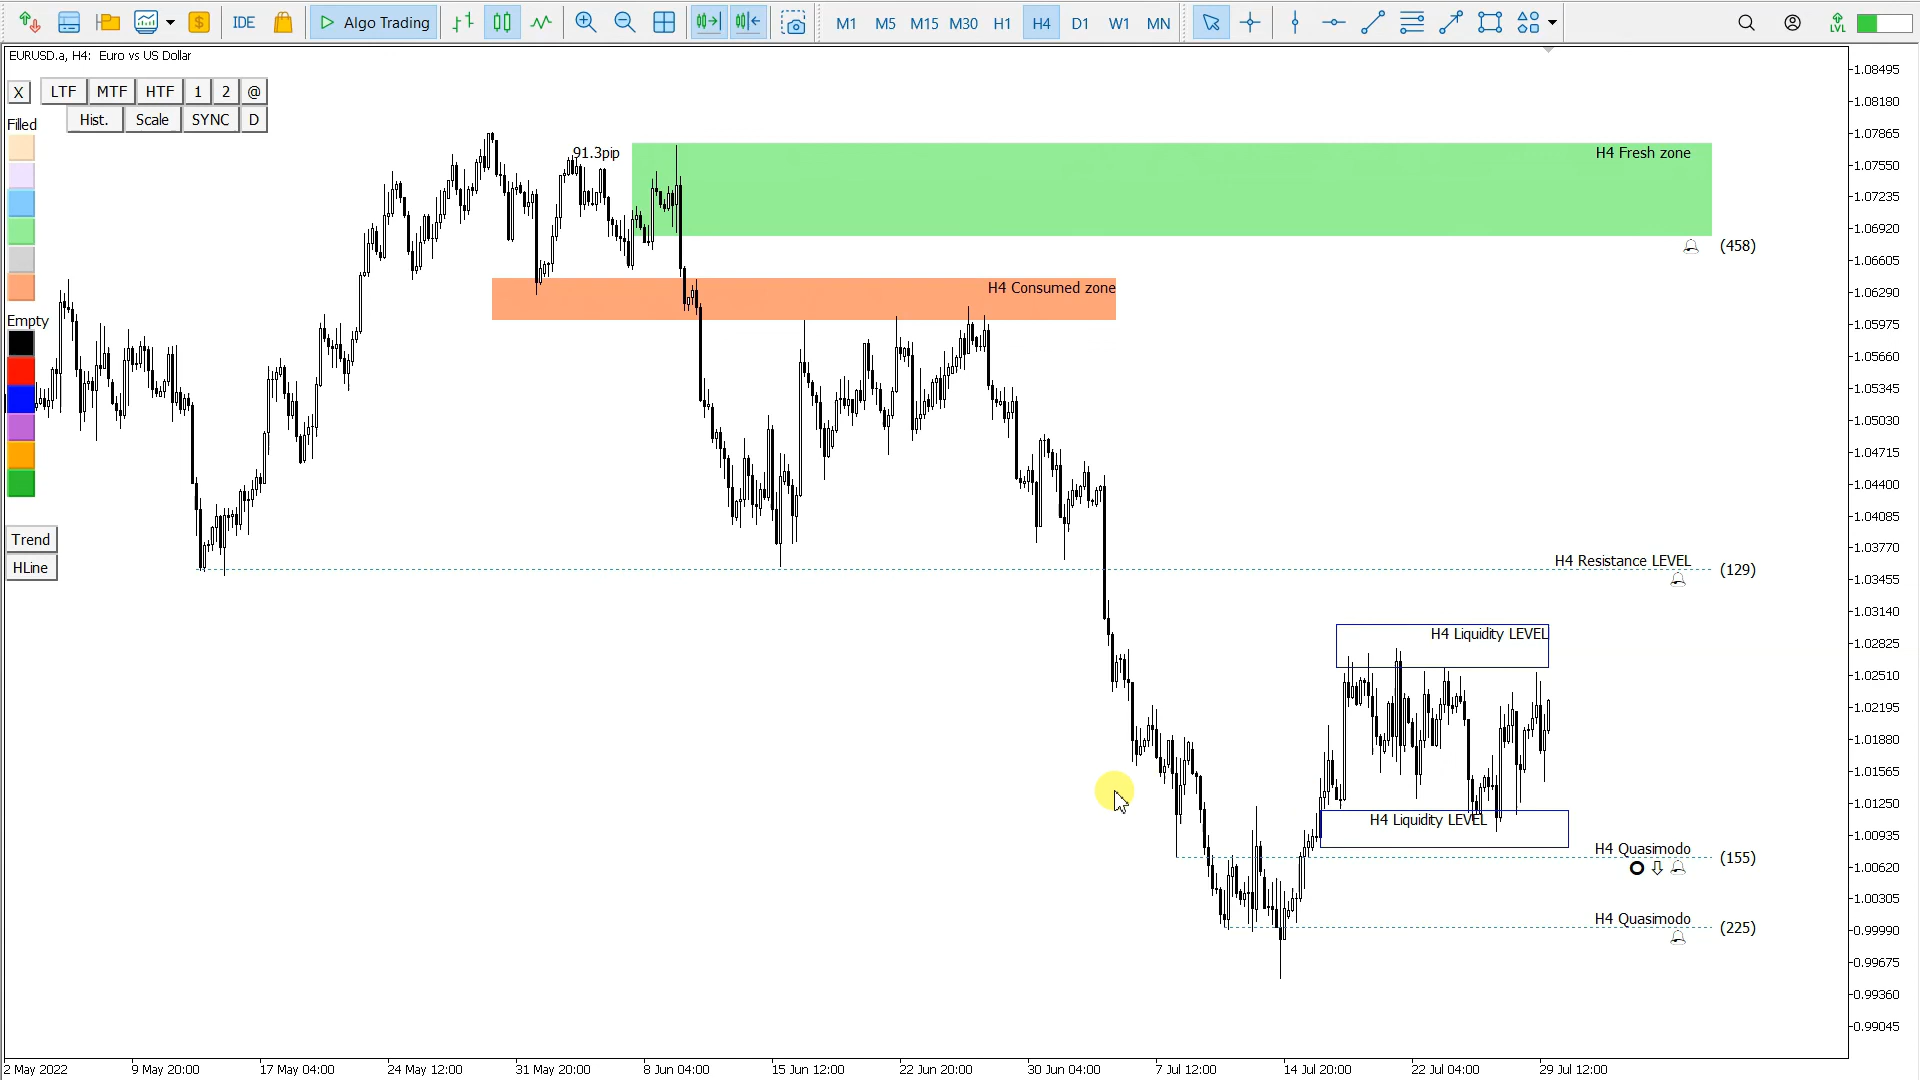 IDE
Algo Trading
M1 M5 M15 M30 H1 H4 D1 W1 MN
LVL
EURUSD.a, H4: Euro vs US Dollar
X LTF MTF HTF 1 2 @
Hist. Scale SYNC D
Filled
Empty
Trend
HLine
91.3pip
H4 Fresh zone
(458)
H4 Consumed zone
H4 Resistance LEVEL
(129)
H4 Liquidity LEVEL
H4 Liquidity LEVEL
H4 Quasimodo
(155)
H4 Quasimodo
(225)
1.08495
1.08180
1.07865
1.07550
1.07235
1.06920
1.06605
1.06290
1.05975
1.05660
1.05345
1.05030
1.04715
1.04400
1.04085
1.03770
1.03455
1.03140
1.02825
1.02510
1.02195
1.01880
1.01565
1.01250
1.00935
1.00620
1.00305
0.99990
0.99675
0.99360
0.99045
2 May 2022 9 May 20:00 17 May 04:00 24 May 12:00 31 May 20:00 8 Jun 04:00 15 Jun 12:00 22 Jun 20:00 30 Jun 04:00 7 Jul 12:00 14 Jul 20:00 22 Jul 04:00 29 Jul 12:00